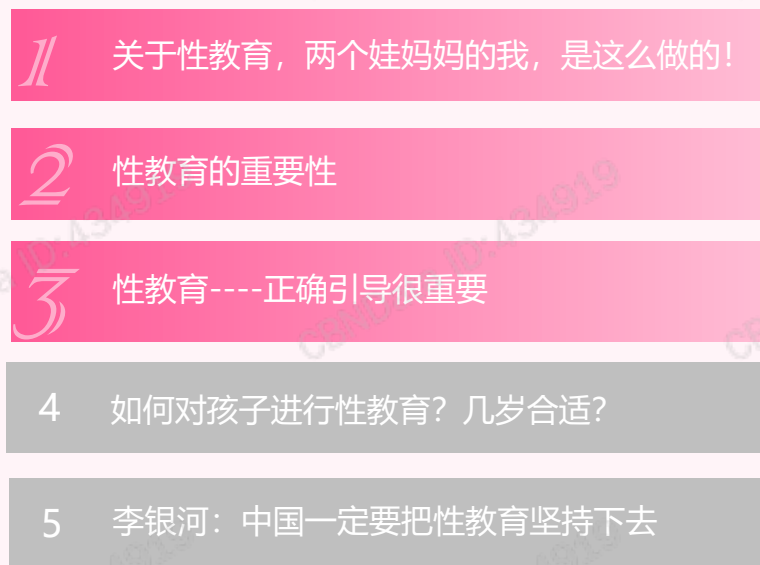 1 关于性教育，两个娃妈妈的我，是这么做的！
2 性教育的重要性
3 性教育----正确引导很重要
4 如何对孩子进行性教育？几岁合适？
5 李银河：中国一定要把性教育坚持下去